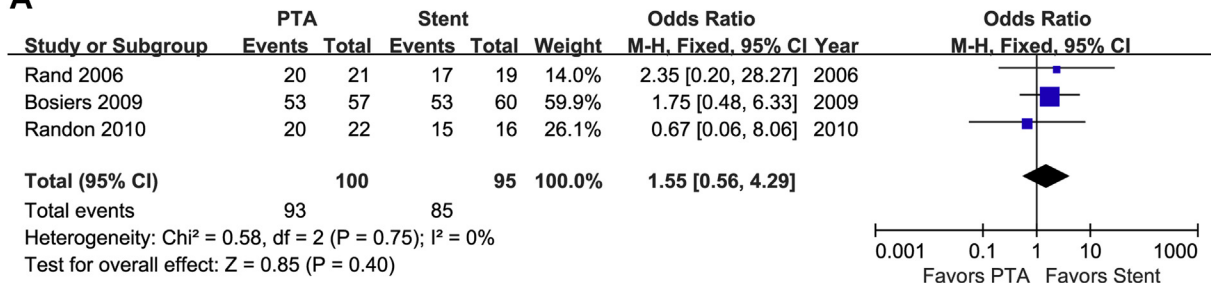 A
PTA Stent Odds Ratio Odds Ratio
Study or Subgroup Events Total Events Total Weight M-H, Fixed, 95% CI Year M-H, Fixed, 95% CI
Rand 2006 20 21 17 19 14.0% 2.35 [0.20, 28.27] 2006
Bosiers 2009 53 57 53 60 59.9% 1.75 [0.48, 6.33] 2009
Randon 2010 20 22 15 16 26.1% 0.67 [0.06, 8.06] 2010
Total (95% CI) 100 95 100.0% 1.55 [0.56, 4.29]
Total events 93 85
Heterogeneity: Chi² = 0.58, df = 2 (P = 0.75); I² = 0%
Test for overall effect: Z = 0.85 (P = 0.40)
0.001 0.1 1 10 1000
Favors PTA Favors Stent